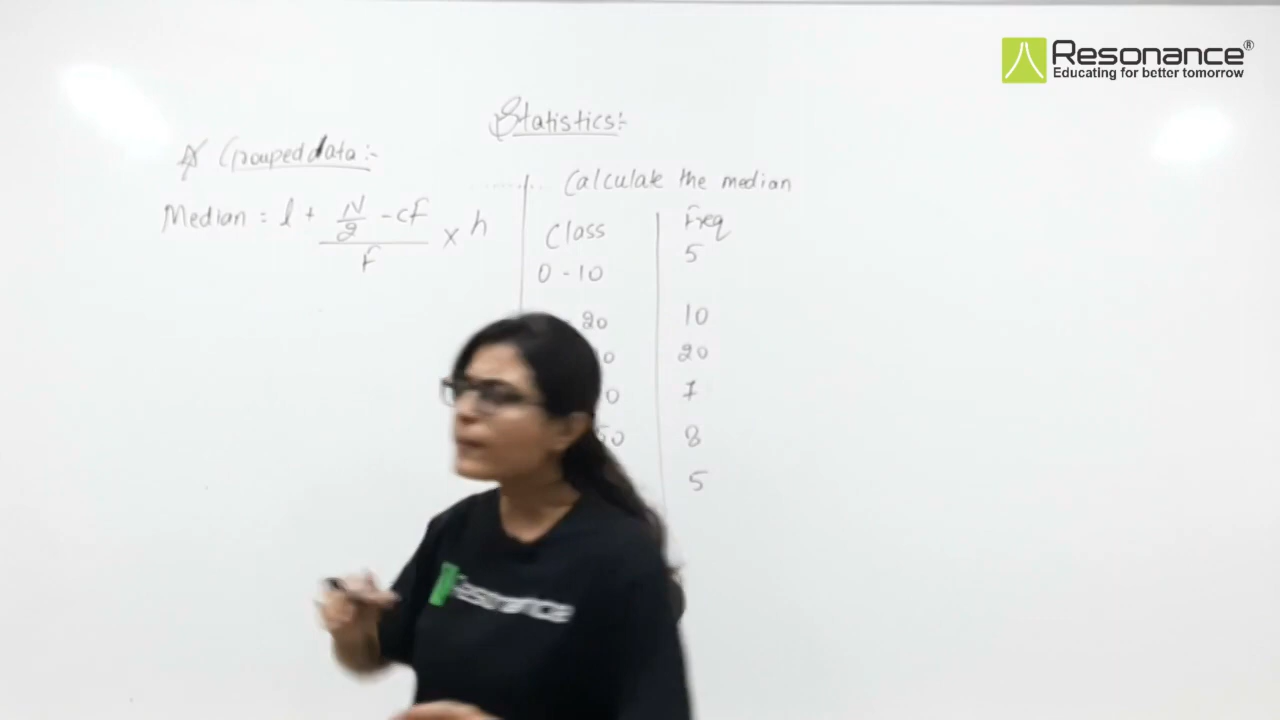 Resonance®
Educating for better tomorrow
Statistics:-
Grouped data:-
Median = l + N/2 - cf / f × h
Calculate the median
Class Freq
0 - 10 5
20 10
0 20
0 7
50 8
5
Resonance